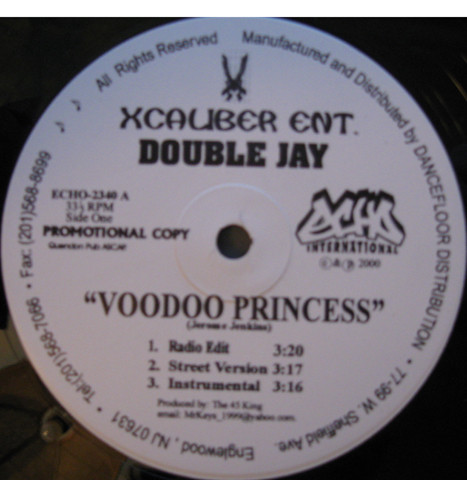 ♪ ♪ All Rights Reserved Manufactured and Distributed by DANCEFLOOR DISTRIBUTION • 77-99 W. Sheffield Ave. Englewood, NJ 07631 • Tel:(201)568-7066 • Fax: (201)568-8699
XCALIBER ENT.
DOUBLE JAY
ECHO-2340 A
33⅓ RPM
Side One
PROMOTIONAL COPY
Quendon Pub ASCAP
ECHO
INTERNATIONAL
©&℗ 2000
"VOODOO PRINCESS"
(Jerome Jenkins)
1. Radio Edit 3:20
2. Street Version 3:17
3. Instrumental 3:16
Produced by: The 45 King
email: MrKeys_1999@yahoo.com